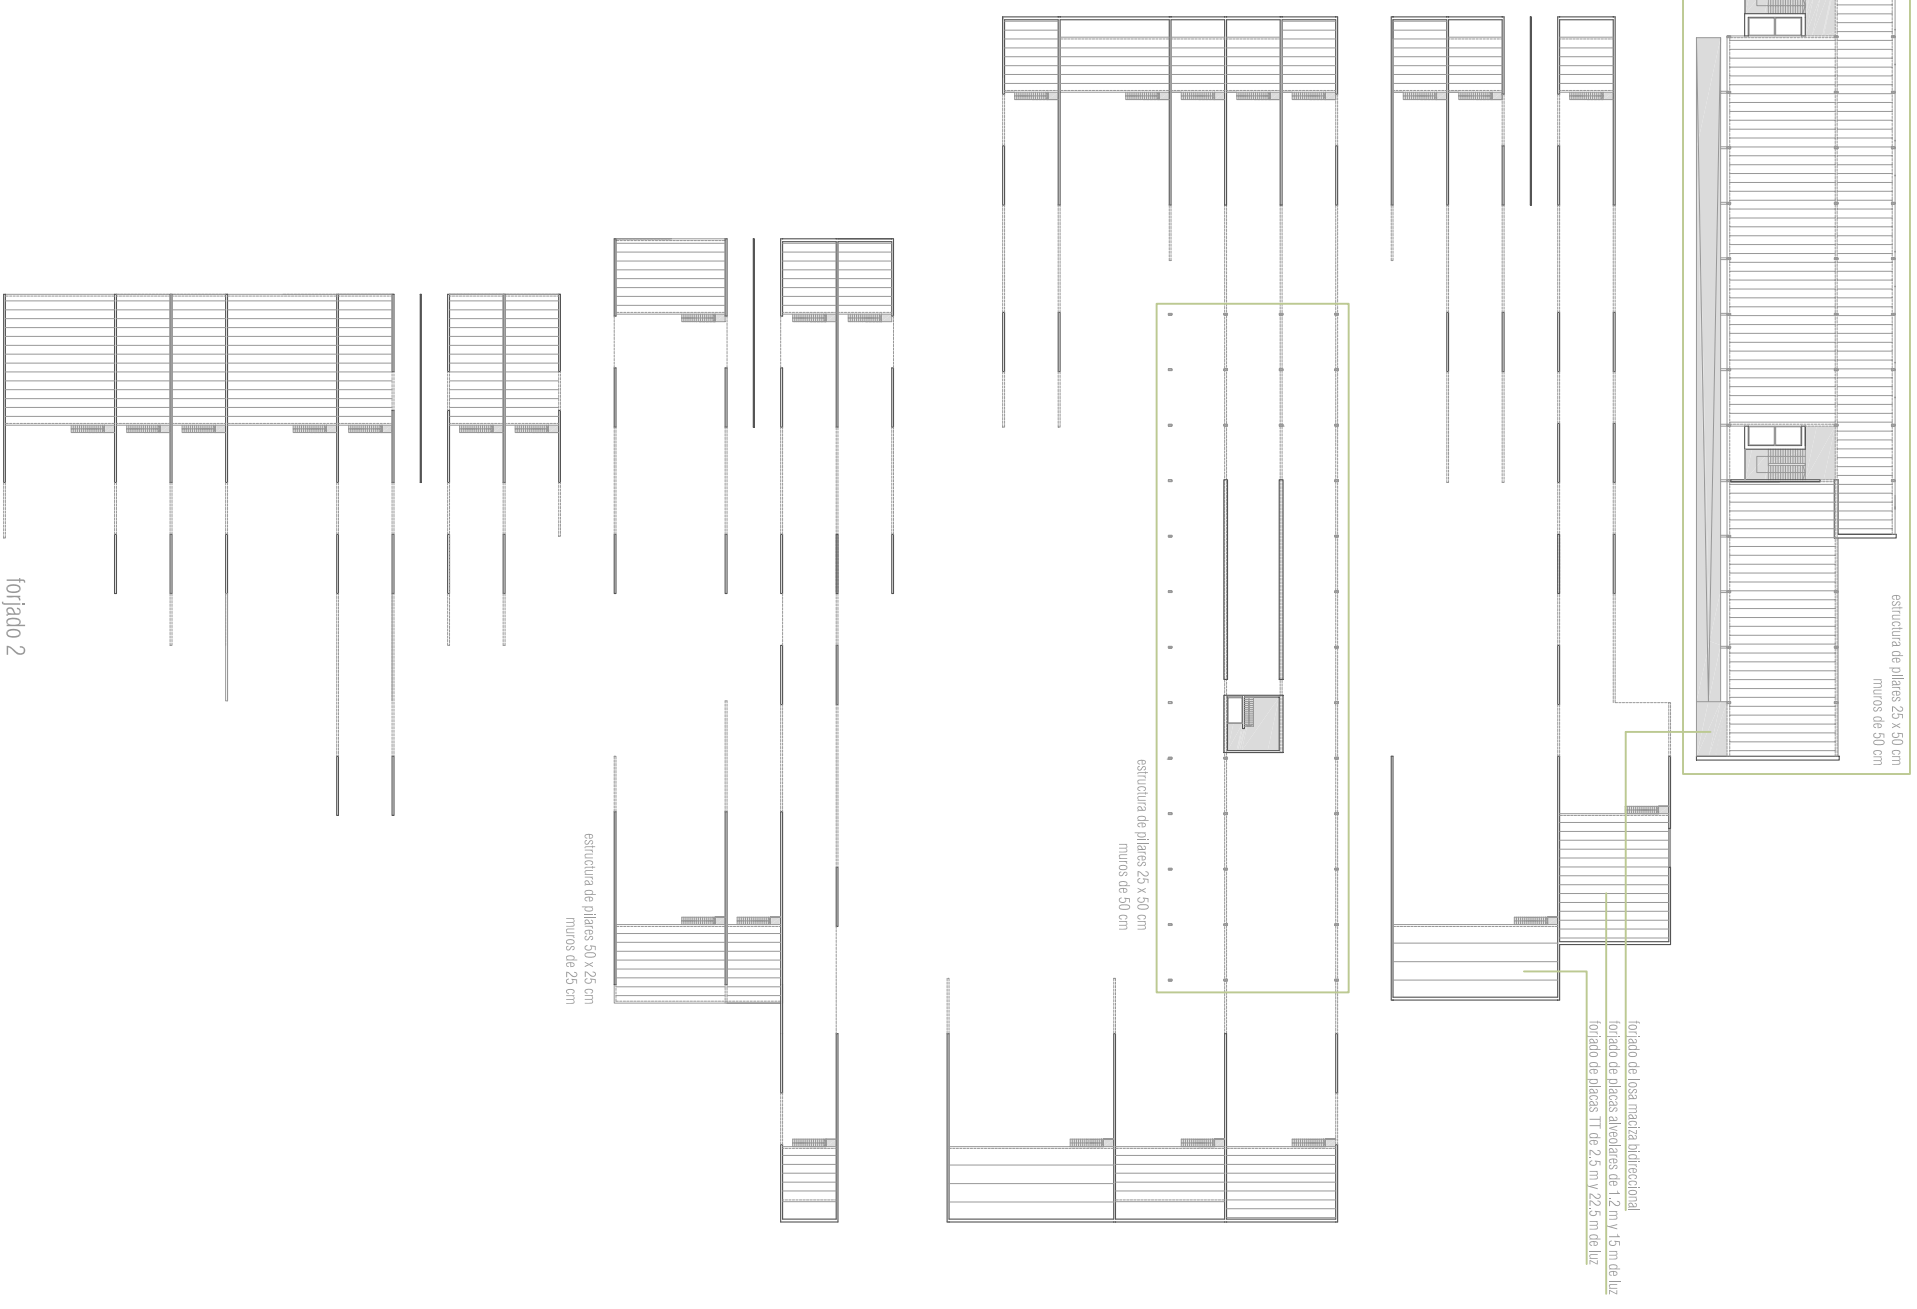 estructura de pilares 25 x 50 cm
muros de 50 cm
forjado de losa maciza bidireccional
forjado de placas alveolares de 1,2 m y 15 m de luz
forjado de placas TT de 2,5 m y 22,5 m de luz
estructura de pilares 25 x 50 cm
muros de 50 cm
estructura de pilares 50 x 25 cm
muros de 25 cm
forjado 2